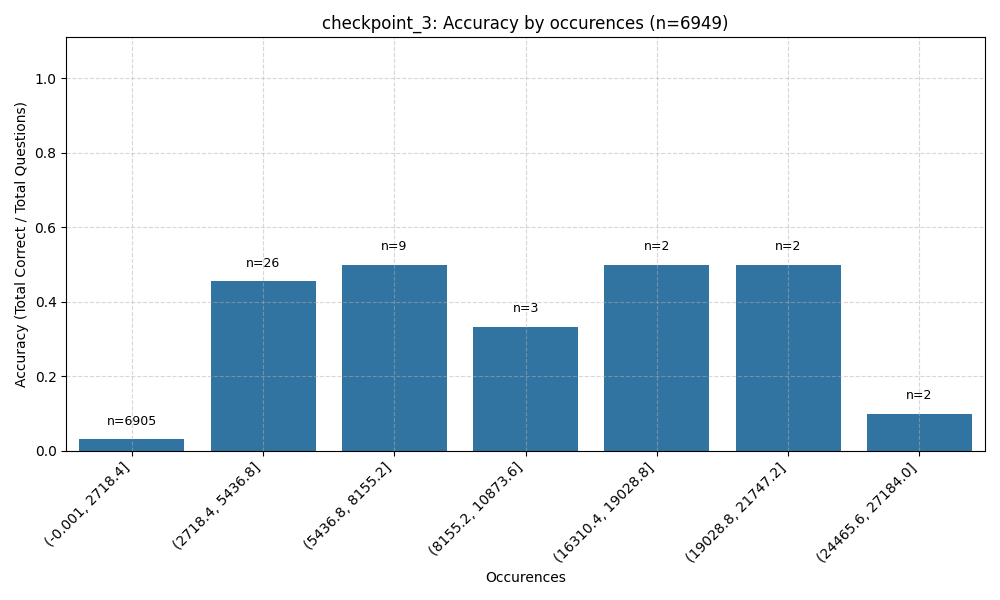 checkpoint_3: Accuracy by occurences (n=6949)
Accuracy (Total Correct / Total Questions)
1.0
0.8
0.6
0.4
0.2
0.0
n=6905
n=26
n=9
n=3
n=2
n=2
n=2
(-0.001, 2718.4]
(2718.4, 5436.8]
(5436.8, 8155.2]
(8155.2, 10873.6]
(16310.4, 19028.8]
(19028.8, 21747.2]
(24465.6, 27184.0]
Occurences